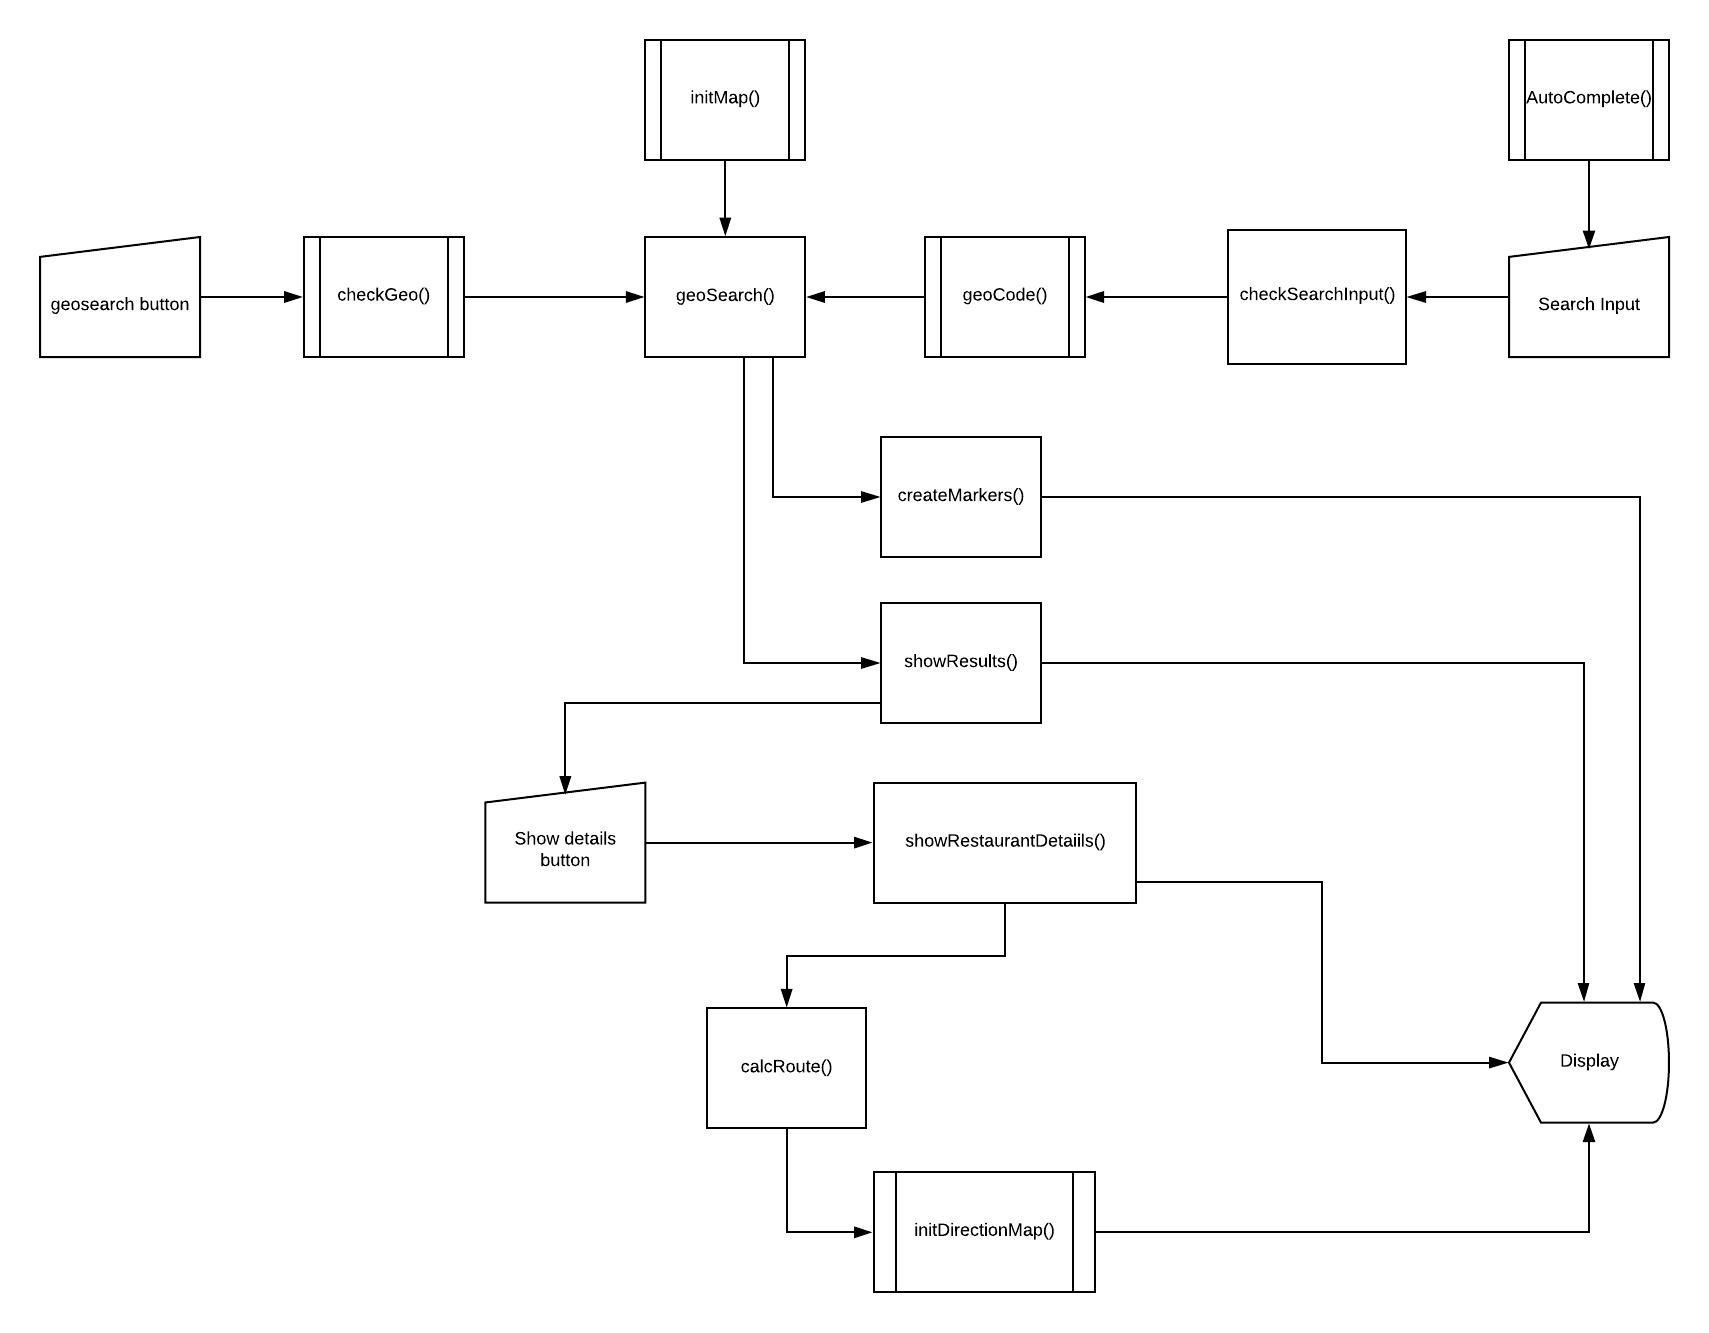 initMap()
AutoComplete()
geosearch button
checkGeo()
geoSearch()
geoCode()
checkSearchInput()
Search Input
createMarkers()
showResults()
Show details
button
showRestaurantDetaiils()
calcRoute()
Display
initDirectionMap()